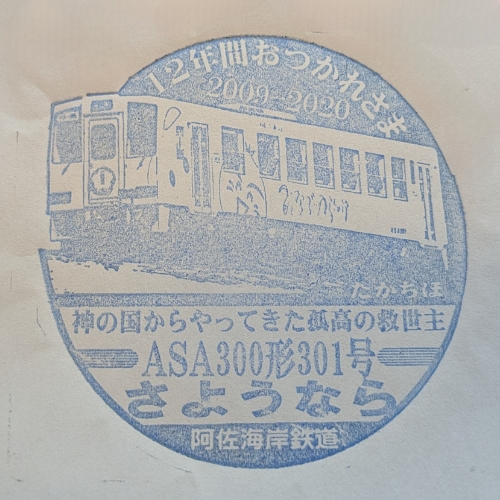 12年間おつかれさま
2009-2020
たかちほ
神の国からやってきた孤高の救世主
ASA300形301号
さようなら
阿佐海岸鉄道